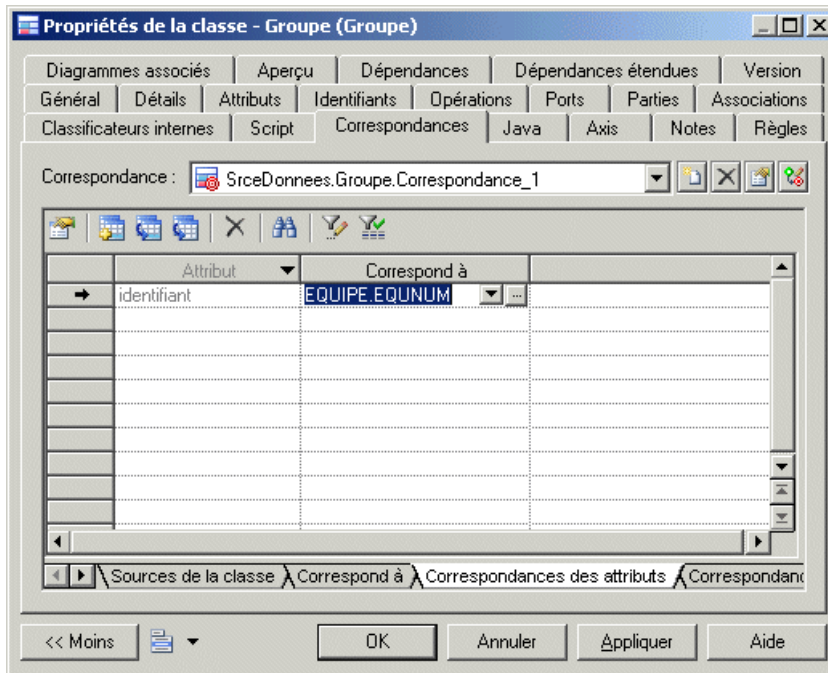 Propriétés de la classe - Groupe (Groupe)
Diagrammes associés Aperçu Dépendances Dépendances étendues Version
Général Détails Attributs Identifiants Opérations Ports Parties Associations
Classificateurs internes Script Correspondances Java Axis Notes Règles
Correspondance : SrceDonnees.Groupe.Correspondance_1
Attribut Correspond à
identifiant EQUIPE.EQUNUM ...
Sources de la classe Correspond à Correspondances des attributs Correspondanc
<< Moins OK Annuler Appliquer Aide